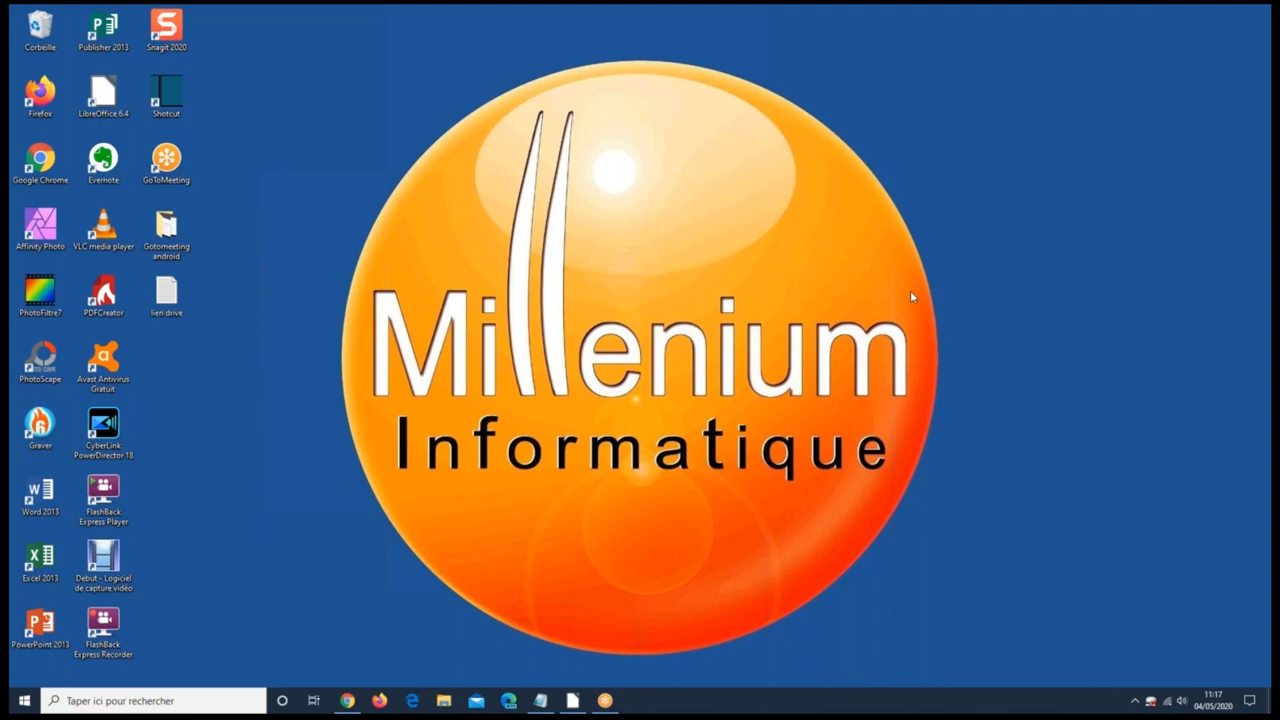 Corbeille
Publisher 2013
Snagit 2020
Firefox
LibreOffice 6.4
Shotcut
Google Chrome
Evernote
GoToMeeting
Affinity Photo
VLC media player
Gotomeeting
android
PhotoFiltre7
PDFCreator
lien drive
PhotoScape
Avast Antivirus
Gratuit
Graver
CyberLink
PowerDirector 18
Word 2013
FlashBack
Express Player
Excel 2013
Debut - Logiciel
de capture vidéo
PowerPoint 2013
FlashBack
Express Recorder
Millenium
Informatique
Taper ici pour rechercher
11:17
04/05/2020